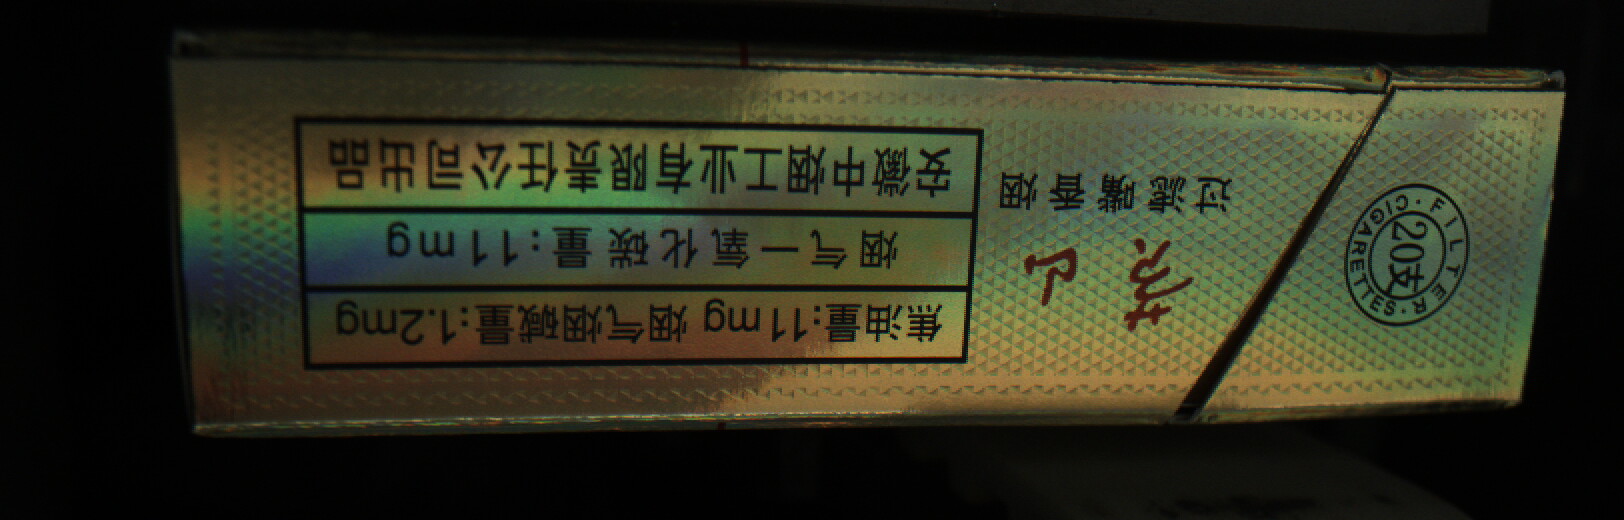 FILTER · CIGARETTES ·
20支
黄山
过滤嘴香烟
焦油量:11mg 烟气烟碱量:1.2mg
烟气一氧化碳量:11mg
安徽中烟工业有限责任公司出品